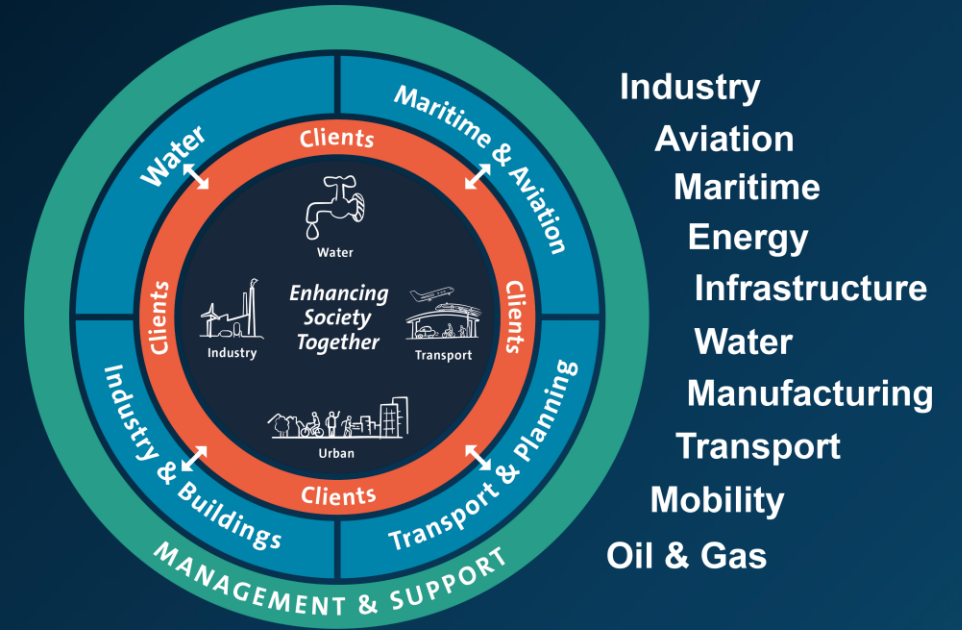 Water
Maritime & Aviation
Clients
Water
Clients
Industry
Enhancing
Society
Together
Transport
Clients
Urban
Clients
Industry & Buildings
Transport & Planning
MANAGEMENT & SUPPORT
Industry
Aviation
Maritime
Energy
Infrastructure
Water
Manufacturing
Transport
Mobility
Oil & Gas